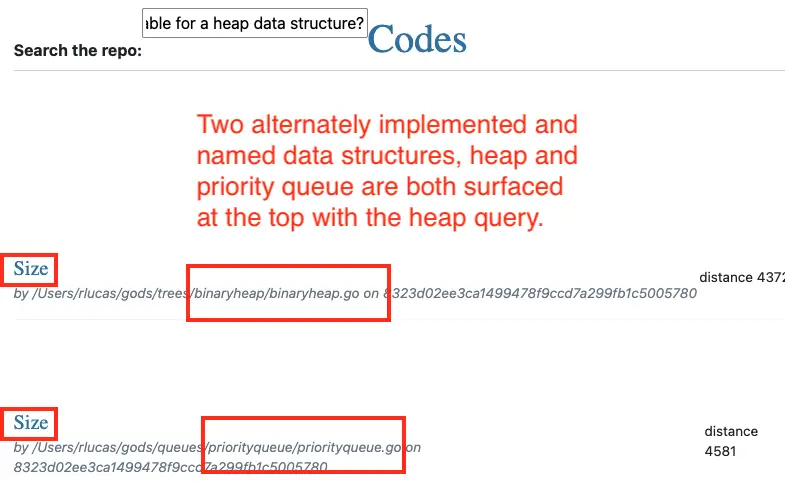 able for a heap data structure?
Search the repo:
Codes
Two alternately implemented and
named data structures, heap and
priority queue are both surfaced
at the top with the heap query.
Size
distance 4372
by /Users/rlucas/gods/trees/binaryheap/binaryheap.go on 8323d02ee3ca1499478f9ccd7a299fb1c5005780
Size
by /Users/rlucas/gods/queues/priorityqueue/priorityqueue.go on
8323d02ee3ca1499478f9ccd7a299fb1c5005780
distance
4581